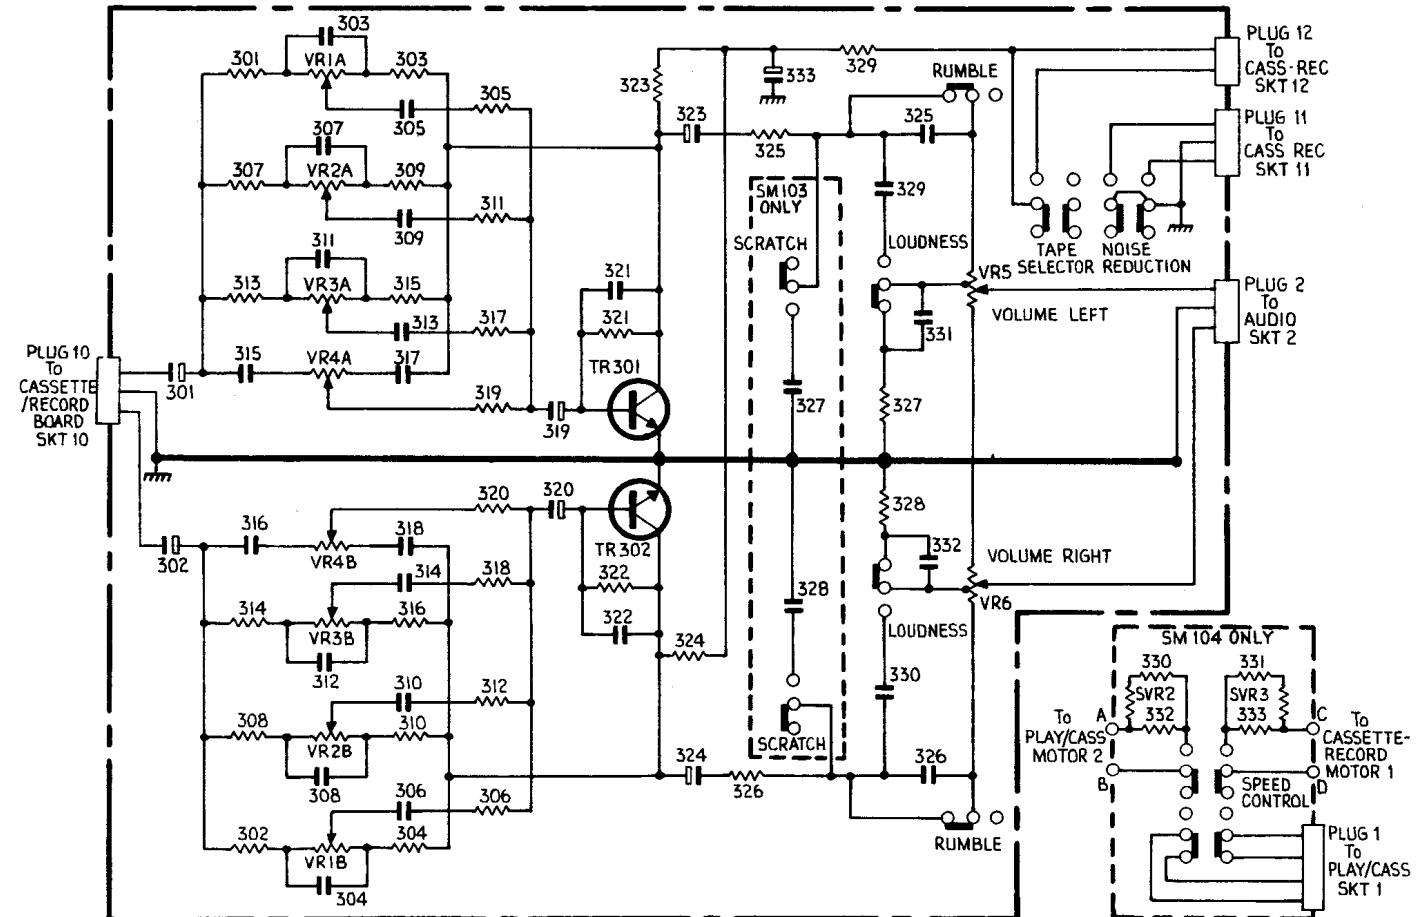 303
301
VR1A
303
305
305
307
307
VR2A
309
311
309
311
313
VR3A
315
317
313
315
VR4A
317
319
301
319
321
321
TR301
323
323
333
329
325
RUMBLE
325
329
SM103
ONLY
SCRATCH
LOUDNESS
327
331
327
VR5
VOLUME LEFT
TAPE
SELECTOR
NOISE
REDUCTION
PLUG 12
To
CASS-REC
SKT 12
PLUG 11
To
CASS REC
SKT 11
PLUG 2
To
AUDIO
SKT 2
PLUG 10
To
CASSETTE
/RECORD
BOARD
SKT 10
302
316
VR4B
318
320
320
314
318
314
VR3B
316
312
310
312
308
VR2B
310
308
306
306
302
VR1B
304
304
TR302
322
322
324
324
326
328
SCRATCH
328
332
VOLUME RIGHT
VR6
LOUDNESS
330
326
RUMBLE
SM 104 ONLY
330
331
SVR2
SVR3
332
333
A
B
C
D
To
PLAY/CASS
MOTOR 2
To
CASSETTE-
RECORD
MOTOR 1
SPEED
CONTROL
PLUG 1
To
PLAY/CASS
SKT 1